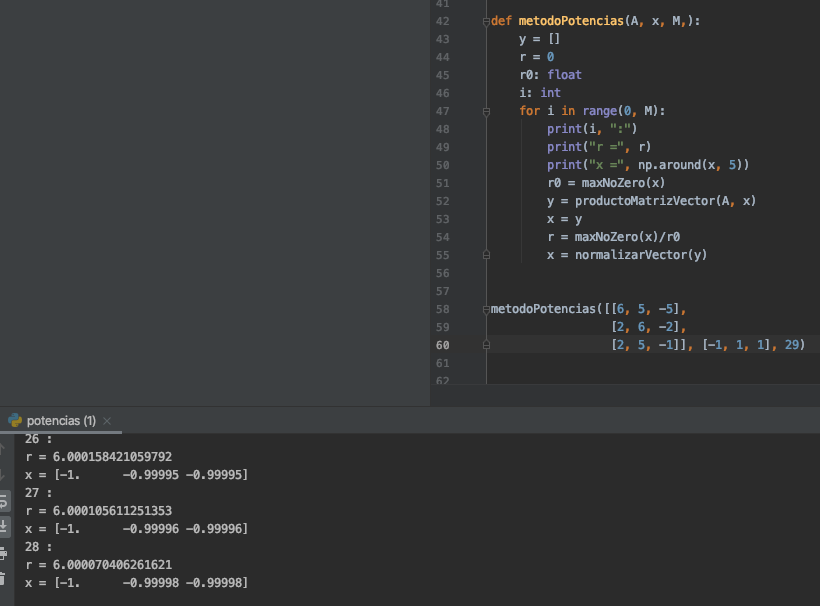 41
42 def metodoPotencias(A, x, M,):
43 y = []
44 r = 0
45 r0: float
46 i: int
47 for i in range(0, M):
48 print(i, ":")
49 print("r =", r)
50 print("x =", np.around(x, 5))
51 r0 = maxNoZero(x)
52 y = productoMatrizVector(A, x)
53 x = y
54 r = maxNoZero(x)/r0
55 x = normalizarVector(y)
56
57
58 metodoPotencias([[6, 5, -5],
59 [2, 6, -2],
60 [2, 5, -1]], [-1, 1, 1], 29)
61
62
potencias (1)
26 :
r = 6.000158421059792
x = [-1. -0.99995 -0.99995]
27 :
r = 6.000105611251353
x = [-1. -0.99996 -0.99996]
28 :
r = 6.000070406261621
x = [-1. -0.99998 -0.99998]